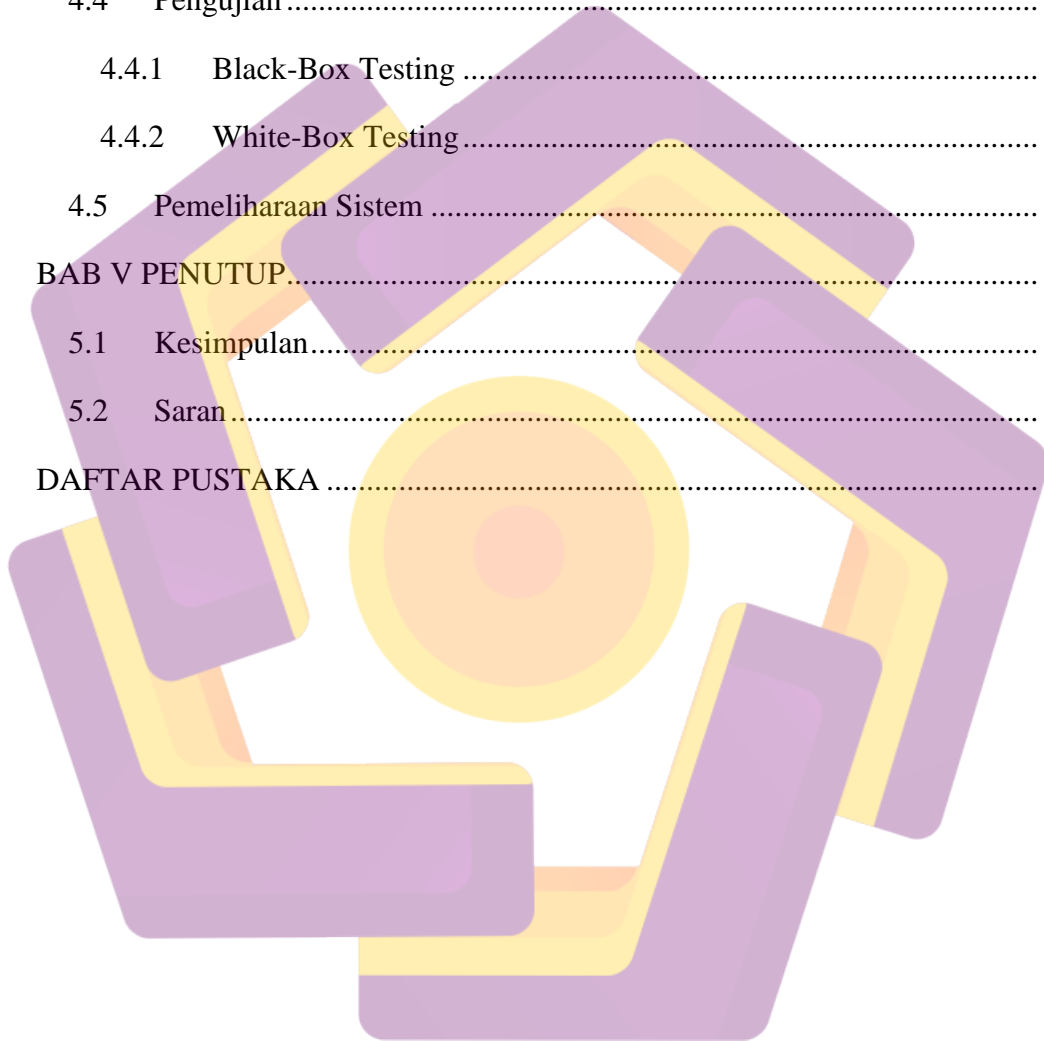 4.4 Pengujian ........................................................................................................
4.4.1 Black-Box Testing ................................................................................
4.4.2 White-Box Testing ................................................................................
4.5 Pemeliharaan Sistem ....................................................................................
BAB V PENUTUP ........................................................................................................
5.1 Kesimpulan ....................................................................................................
5.2 Saran ................................................................................................................
DAFTAR PUSTAKA ..................................................................................................